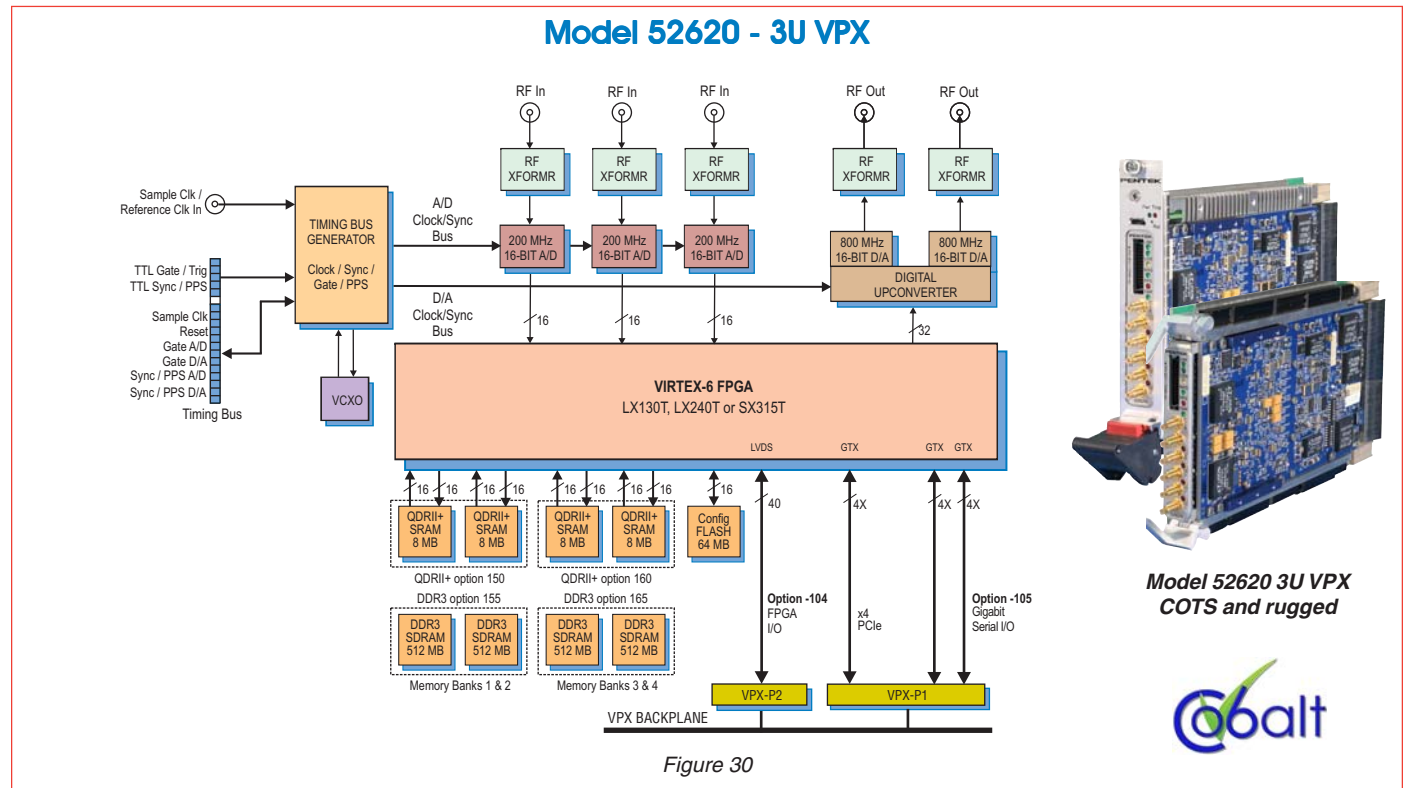 Model 52620 - 3U VPX
RF In
RF In
RF In
RF Out
RF Out
RF
XFORMR
RF
XFORMR
RF
XFORMR
RF
XFORMR
RF
XFORMR
Sample Clk /
Reference Clk In
TIMING BUS
GENERATOR
Clock / Sync /
Gate / PPS
A/D
Clock/Sync
Bus
200 MHz
16-BIT A/D
200 MHz
16-BIT A/D
200 MHz
16-BIT A/D
800 MHz
16-BIT D/A
800 MHz
16-BIT D/A
DIGITAL
UPCONVERTER
TTL Gate / Trig
TTL Sync / PPS
Sample Clk
Reset
Gate A/D
Gate D/A
Sync / PPS A/D
Sync / PPS D/A
Timing Bus
D/A
Clock/Sync
Bus
16
16
16
32
VCXO
VIRTEX-6 FPGA
LX130T, LX240T or SX315T
LVDS
GTX
GTX
GTX
16
16
16
16
16
16
16
16
16
40
4X
4X
4X
QDRII+
SRAM
8 MB
QDRII+
SRAM
8 MB
QDRII+
SRAM
8 MB
QDRII+
SRAM
8 MB
Config
FLASH
64 MB
QDRII+ option 150
QDRII+ option 160
DDR3 option 155
DDR3 option 165
DDR3
SDRAM
512 MB
DDR3
SDRAM
512 MB
DDR3
SDRAM
512 MB
DDR3
SDRAM
512 MB
Memory Banks 1 & 2
Memory Banks 3 & 4
Option -104
FPGA
I/O
x4
PCIe
Option -105
Gigabit
Serial I/O
VPX-P2
VPX-P1
VPX BACKPLANE
Figure 30
PENTEK
Model 52620 3U VPX
COTS and rugged
Cobalt